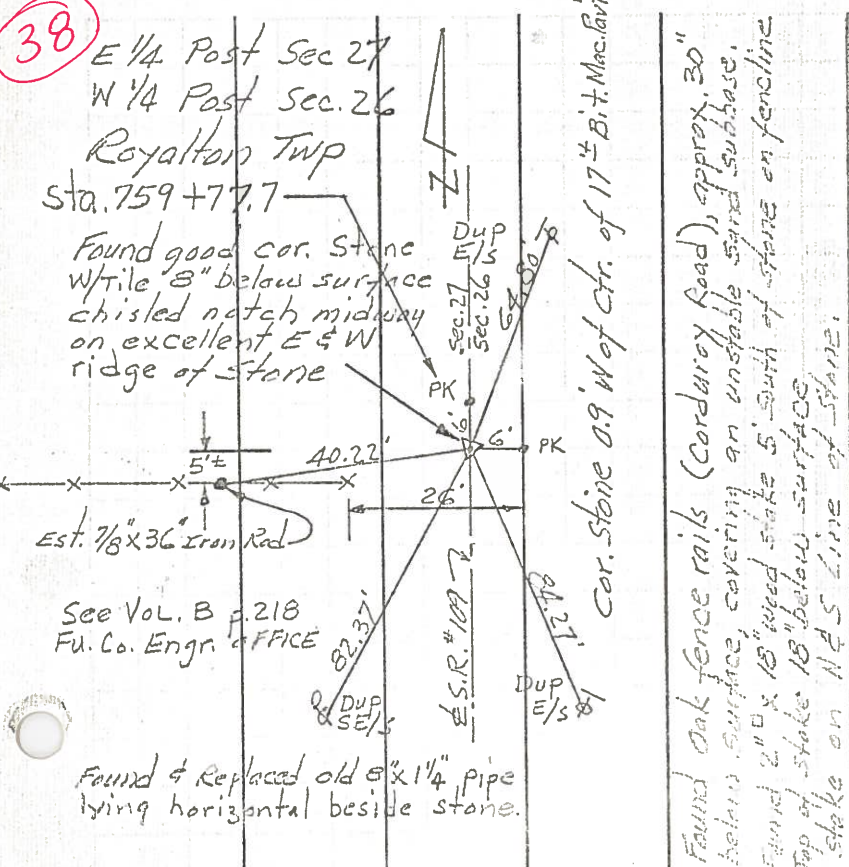 38
E 1/4 Post Sec 27
W 1/4 Post Sec. 26
Royalton Twp
Sta. 759 + 77.7
Found good cor. Stone
W/Tile 8" below surface
chisled notch midway
on excellent E & W
ridge of Stone
Dup
E/S
Sec. 27
Sec. 26
N
PK
6'
6'
PK
40.22'
5'±
26'
Est. 7/8" x 36" Iron Rod
See VOL. B p. 218
FU. Co. Engr. OFFICE
82.37'
Dup
SE/S
⅊ S.R. #109
Dup
E/S
Found & Replaced old 8" x 1 1/4" pipe
lying horizontal beside stone.
Cor. Stone 0.9' W of Ctr. of 17'± Bit. Mac.
Found Oak fence rails (Corduroy Road), approx. 30"
below Surface, covering an unstable Sand subbase.
Found 2"□ x 18" Wood stake 5' South of Stone on fencline
Top of stake 18" below surface
stake on N & S Line of Stone.